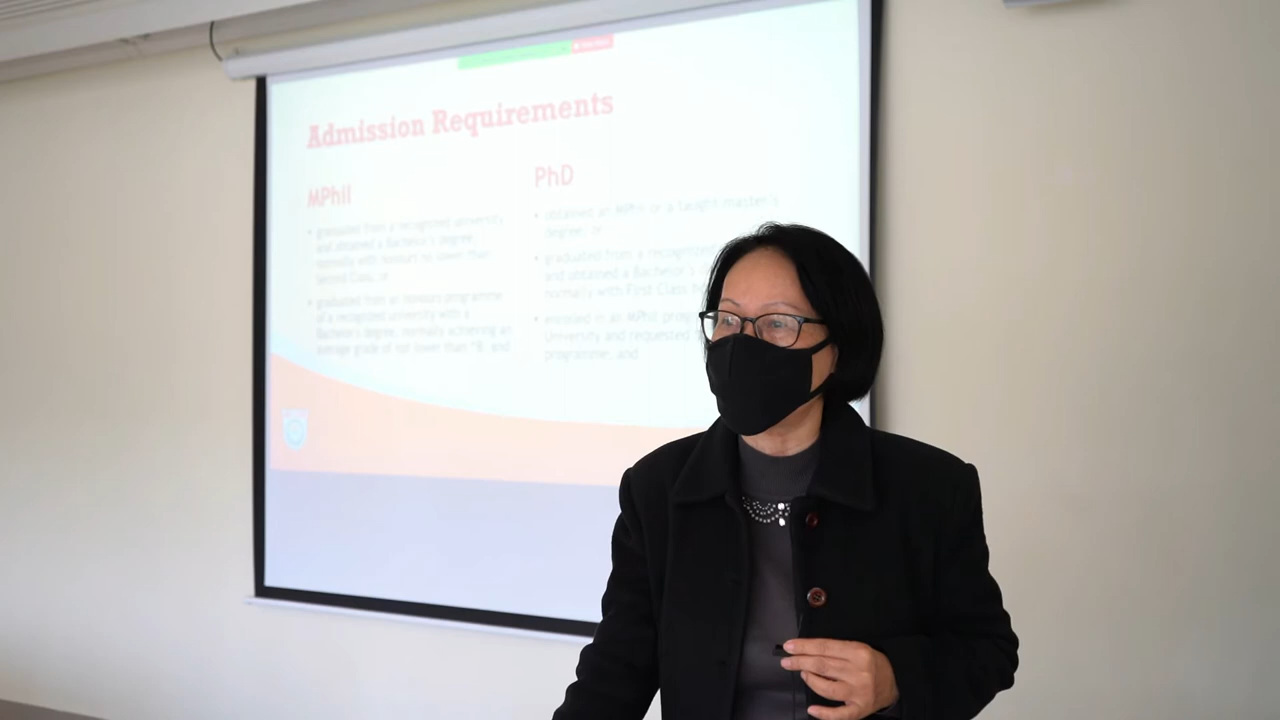 Admission Requirements
MPhil
• graduated from a recognized university
and obtained a Bachelor's degree,
normally with honours no lower than
Second Class; or
• graduated from an honours programme
of a recognized university with a
Bachelor's degree, normally achieving an
average grade of not lower than "B; and
PhD
• obtained an MPhil or a taught master's
degree; or
• graduated from a recognized
and obtained a Bachelor's
normally with First Class
• enrolled in an MPhil
University and requested
programme; and